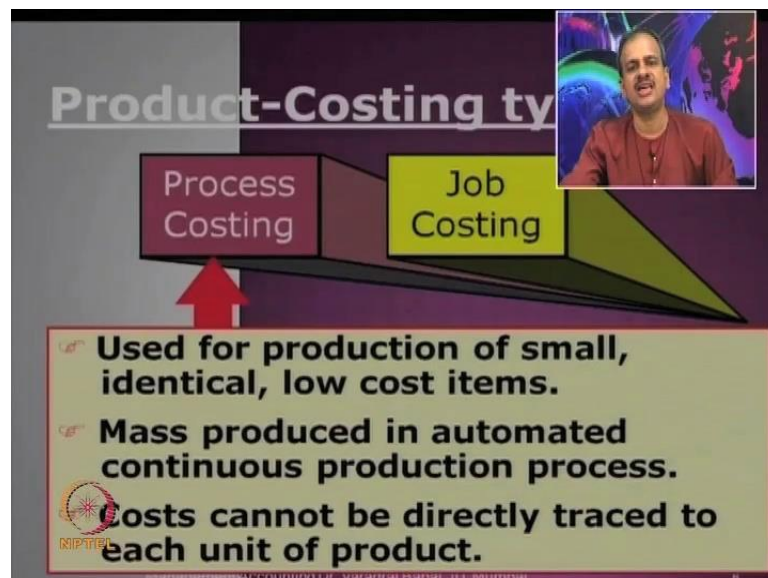 Product-Costing ty
Process
Costing
Job
Costing
Used for production of small,
identical, low cost items.
Mass produced in automated
continuous production process.
Costs cannot be directly traced to
each unit of product.
NPTEL